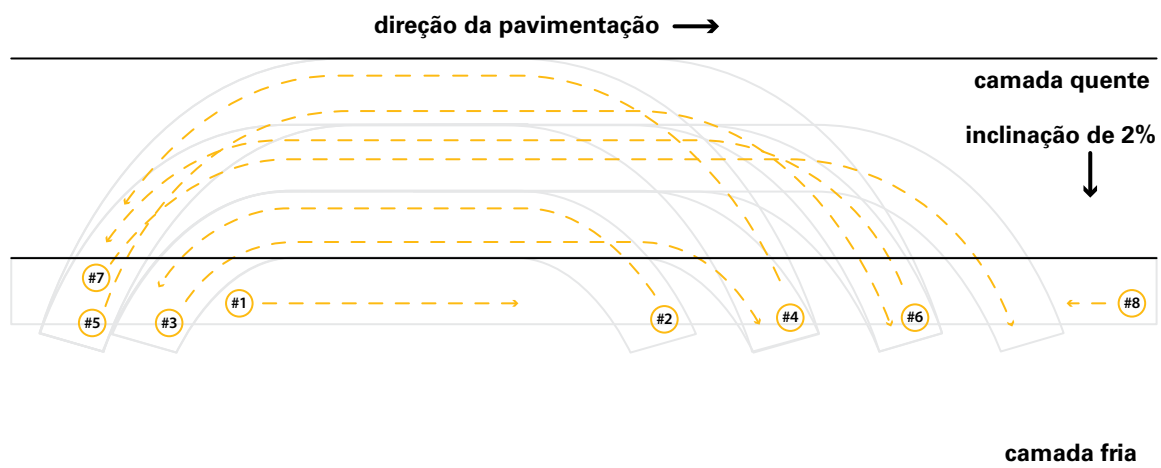 direção da pavimentação
camada quente
inclinação de 2%
#7
#1
#8
#5
#3
#2
#4
#6
camada fria